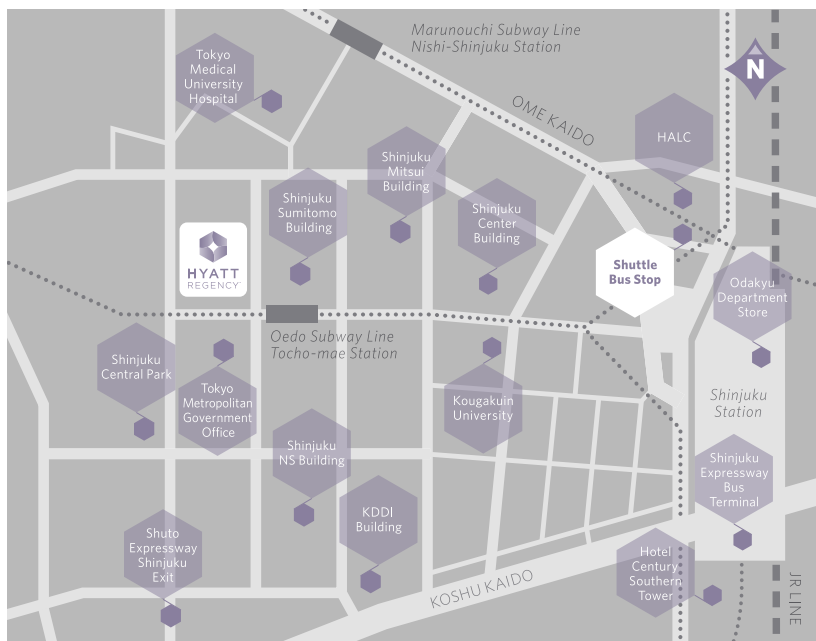 Marunouchi Subway Line
Nishi-Shinjuku Station
Tokyo
Medical
University
Hospital
N
OME KAIDO
HALC
Shinjuku
Mitsui
Building
Shinjuku
Sumitomo
Building
Shinjuku
Center
Building
HYATT
REGENCY
Shuttle
Bus Stop
Odakyu
Department
Store
Oedo Subway Line
Tocho-mae Station
Shinjuku
Central Park
Tokyo
Metropolitan
Government
Office
Kougakuin
University
Shinjuku
Station
Shinjuku
NS Building
Shinjuku
Expressway
Bus
Terminal
KDDI
Building
Shuto
Expressway
Shinjuku
Exit
Hotel
Century
Southern
Tower
KOSHU KAIDO
JR LINE